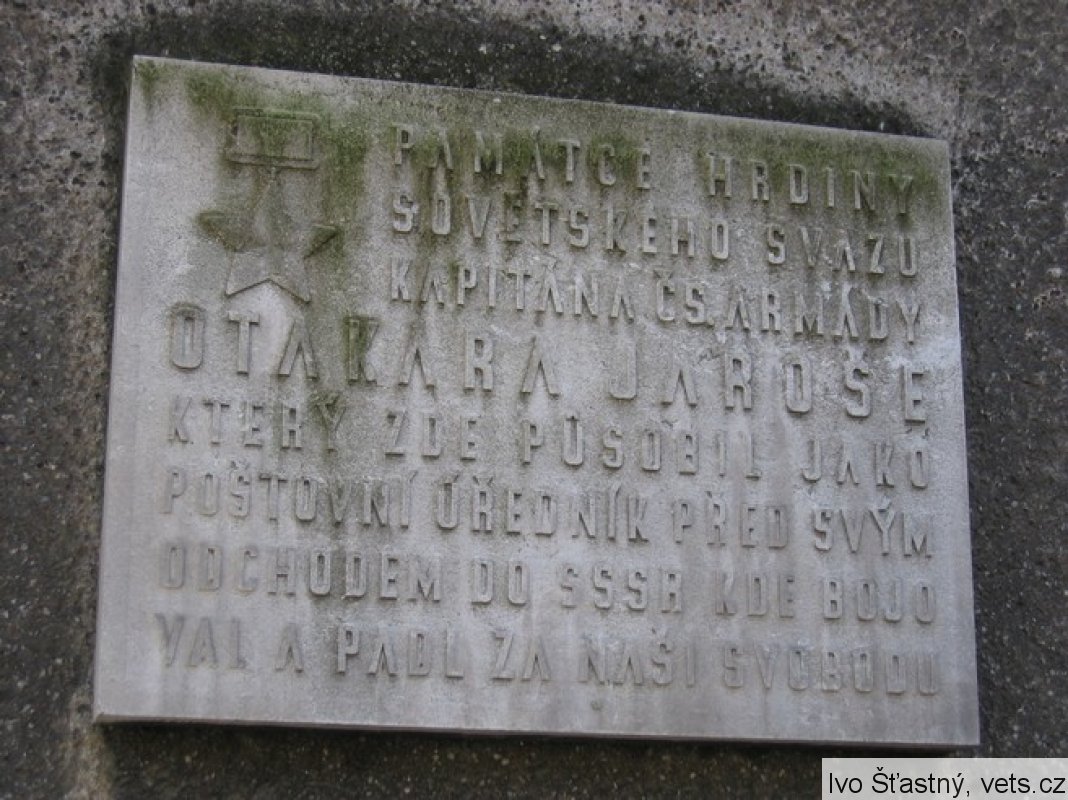 PAMÁTCE HRDINY
SOVĚTSKÉHO SVAZU
KAPITÁNA ČS. ARMÁDY
OTAKARA JAROŠE
KTERÝ ZDE PŮSOBIL JAKO
POŠTOVNÍ ÚŘEDNÍK PŘED SVÝM
ODCHODEM DO SSSR KDE BOJO
VAL A PADL ZA NAŠI SVOBODU
Ivo Šťastný, vets.cz